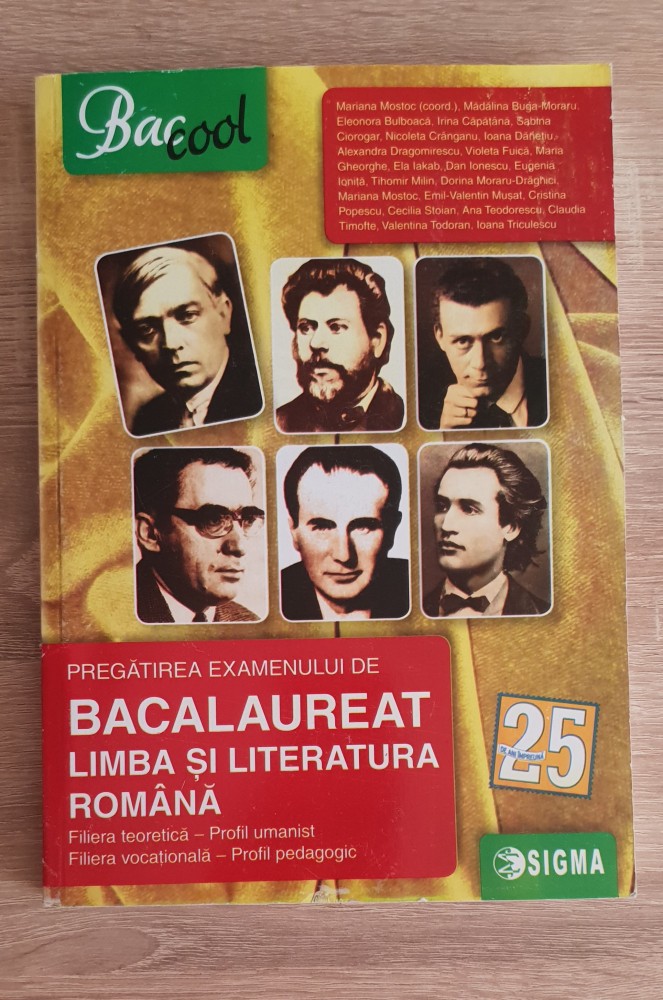 Bac
cool
Mariana Mostoc (coord.), Mădălina Buga-Moraru,
Eleonora Bulboacă, Irina Căpățână, Sabina
Ciorogar, Nicoleta Crânganu, Ioana Dănețiu,
Alexandra Dragomirescu, Violeta Fuică, Maria
Gheorghe, Ela Iakab, Dan Ionescu, Eugenia
Ioniță, Tihomir Milin, Dorina Moraru-Drăghici,
Mariana Mostoc, Emil-Valentin Mușat, Cristina
Popescu, Cecilia Stoian, Ana Teodorescu, Claudia
Timofte, Valentina Todoran, Ioana Triculescu
PREGĂTIREA EXAMENULUI DE
BACALAUREAT
LIMBA ȘI LITERATURA
ROMÂNĂ
Filiera teoretică – Profil umanist
Filiera vocațională – Profil pedagogic
25
DE ANI ÎMPREUNĂ
SIGMA